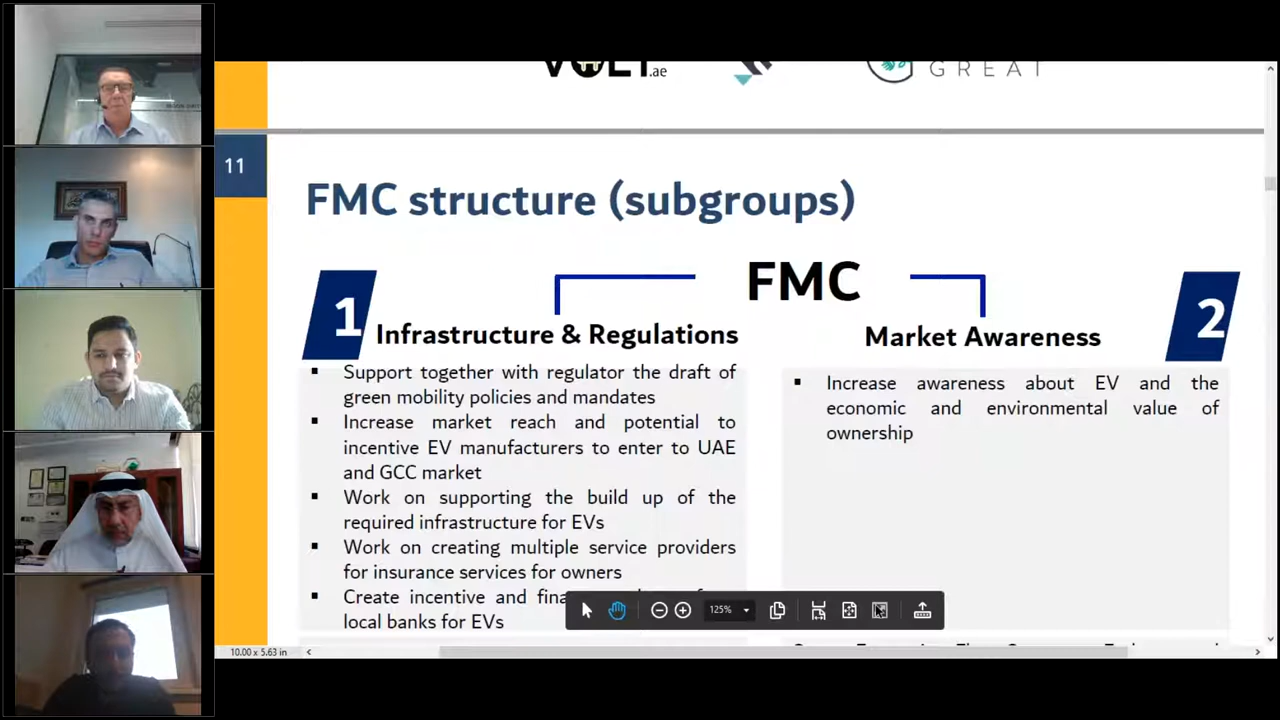 VOLT.ae
GREAT
11
FMC structure (subgroups)
FMC
1
Infrastructure & Regulations
▪ Support together with regulator the draft of
green mobility policies and mandates
▪ Increase market reach and potential to
incentive EV manufacturers to enter to UAE
and GCC market
▪ Work on supporting the build up of the
required infrastructure for EVs
▪ Work on creating multiple service providers
for insurance services for owners
▪ Create incentive and
local banks for EVs
2
Market Awareness
▪ Increase awareness about EV and the
economic and environmental value of
ownership
125%
10.00 x 5.63 in